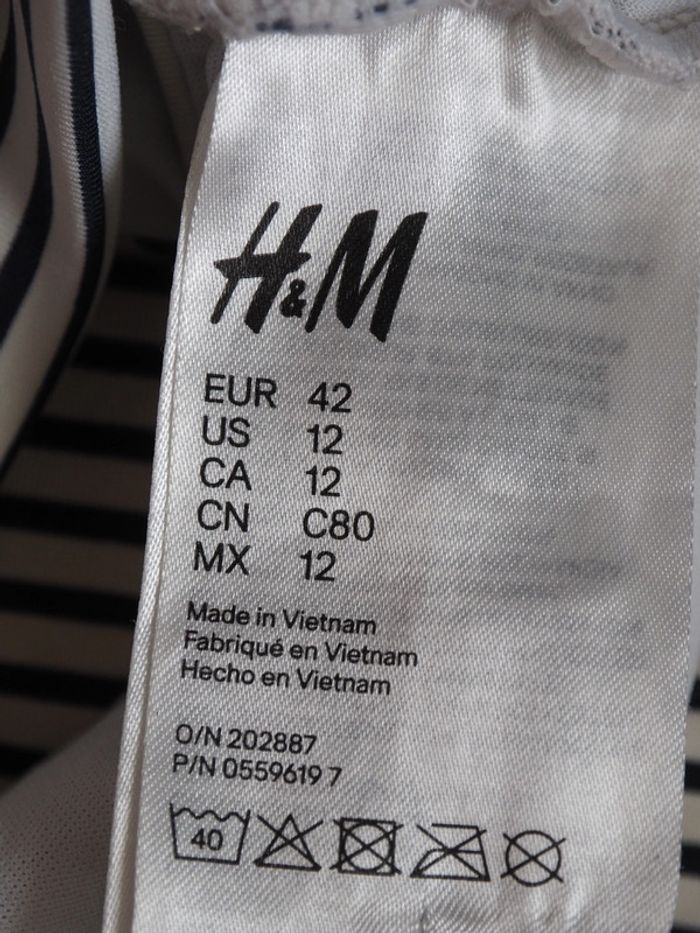 H&M
EUR 42
US 12
CA 12
CN C80
MX 12
Made in Vietnam
Fabriqué en Vietnam
Hecho en Vietnam
O/N 202887
P/N 0559619 7
40